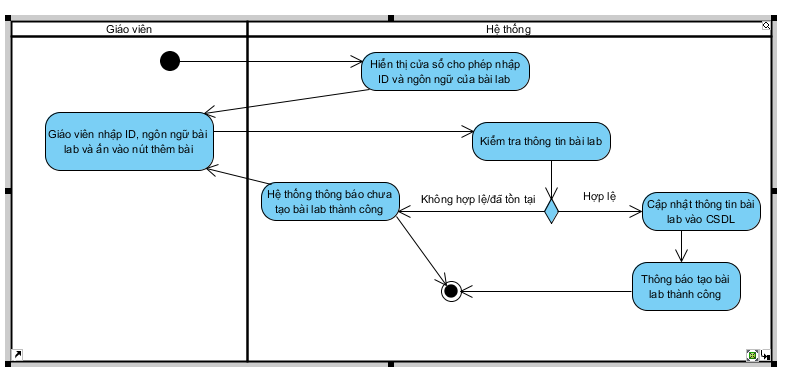 Giáo viên
Hệ thống
Hiển thị cửa sổ cho phép nhập
ID và ngôn ngữ của bài lab
Giáo viên nhập ID, ngôn ngữ bài
lab và ấn vào nút thêm bài
Kiểm tra thông tin bài lab
Hệ thống thông báo chưa
tạo bài lab thành công
Không hợp lệ/đã tồn tại
Hợp lệ
Cập nhật thông tin bài
lab vào CSDL
Thông báo tạo bài
lab thành công